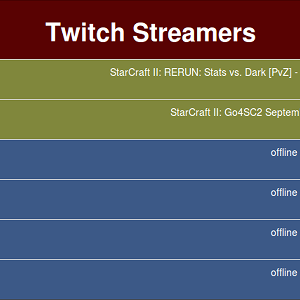 Twitch Streamers
StarCraft II: RERUN: Stats vs. Dark [PvZ] -
StarCraft II: Go4SC2 Septem
offline
offline
offline
offline